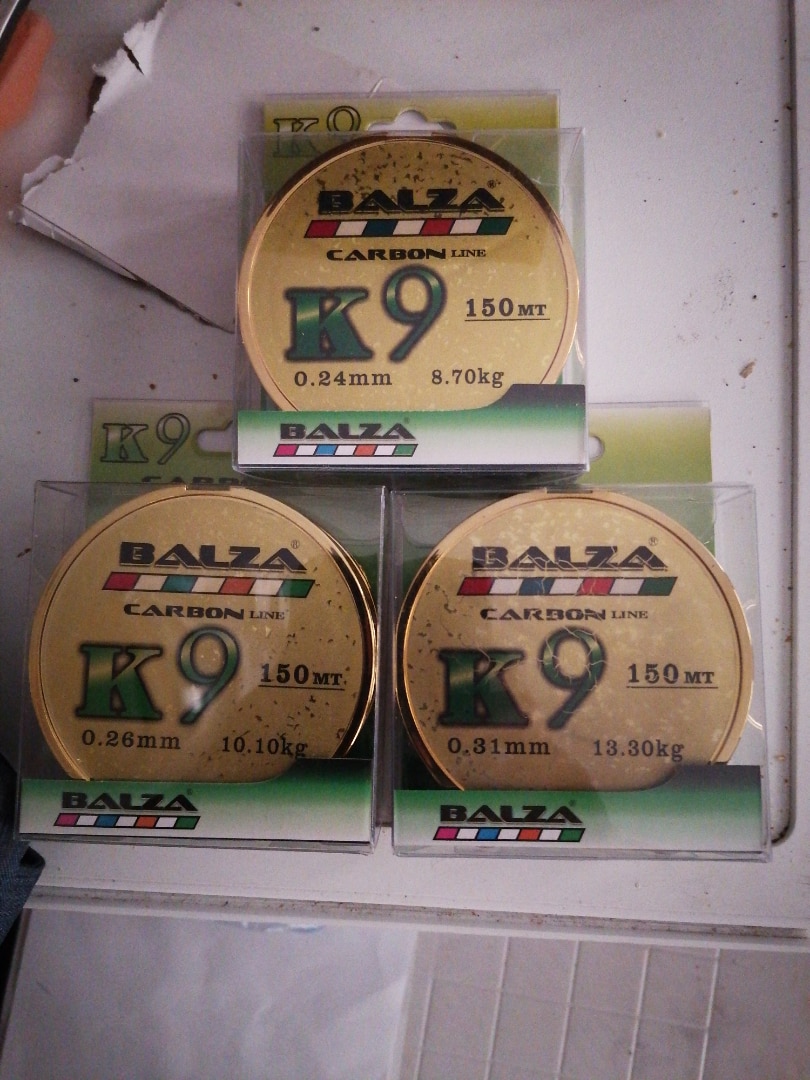 K9
BALZA®
CARBON LINE
K9
150 MT
0.24mm 8.70kg
BALZA
K9
BALZA®
CARBON LINE
K9
150 MT
0.26mm 10.10kg
BALZA
BALZA®
CARBON LINE
K9
150 MT
0.31mm 13.30kg
BALZA